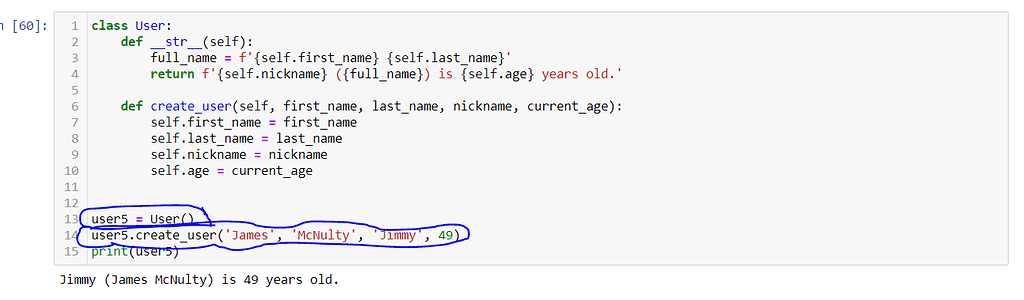 n [60]:
1 class User:
2     def __str__(self):
3         full_name = f'{self.first_name} {self.last_name}'
4         return f'{self.nickname} ({full_name}) is {self.age} years old.'
5
6     def create_user(self, first_name, last_name, nickname, current_age):
7         self.first_name = first_name
8         self.last_name = last_name
9         self.nickname = nickname
10         self.age = current_age
11
12
13 user5 = User()
14 user5.create_user('James', 'McNulty', 'Jimmy', 49)
15 print(user5)
Jimmy (James McNulty) is 49 years old.